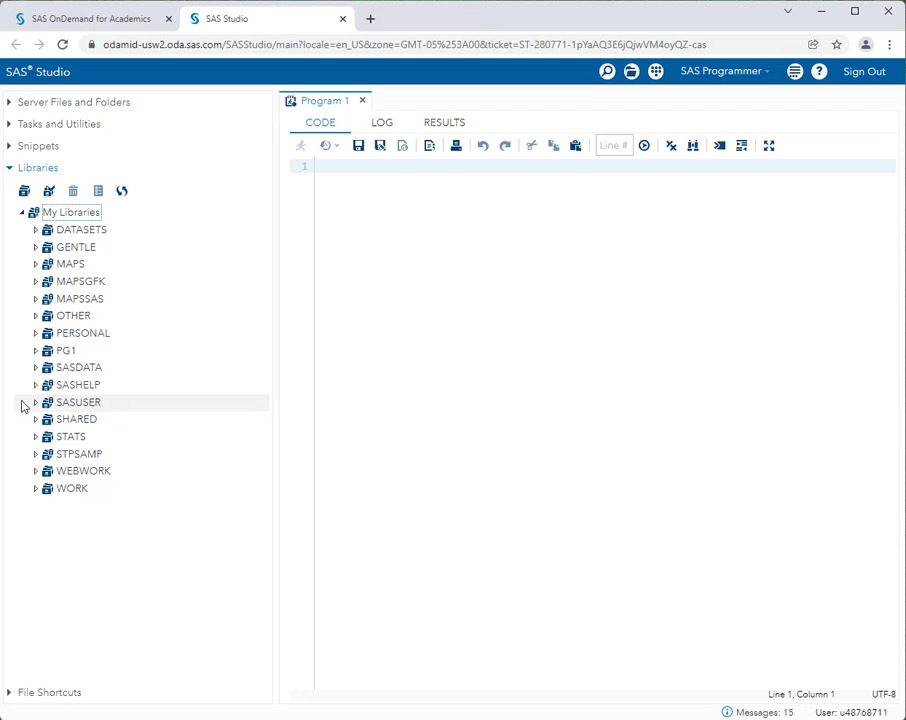 SAS OnDemand for Academics
SAS Studio
odamid-usw2.oda.sas.com/SASStudio/main?locale=en_US&zone=GMT-05%253A00&ticket=ST-280771-1pYaAQ3E6jQjwVM4oyQZ-cas
SAS® Studio
SAS Programmer
Sign Out
Server Files and Folders
Tasks and Utilities
Snippets
Libraries
My Libraries
DATASETS
GENTLE
MAPS
MAPSGFK
MAPSSAS
OTHER
PERSONAL
PG1
SASDATA
SASHELP
SASUSER
SHARED
STATS
STPSAMP
WEBWORK
WORK
File Shortcuts
Program 1
CODE LOG RESULTS
Line #
1
Line 1, Column 1 UTF-8
Messages: 15 User: u48768711